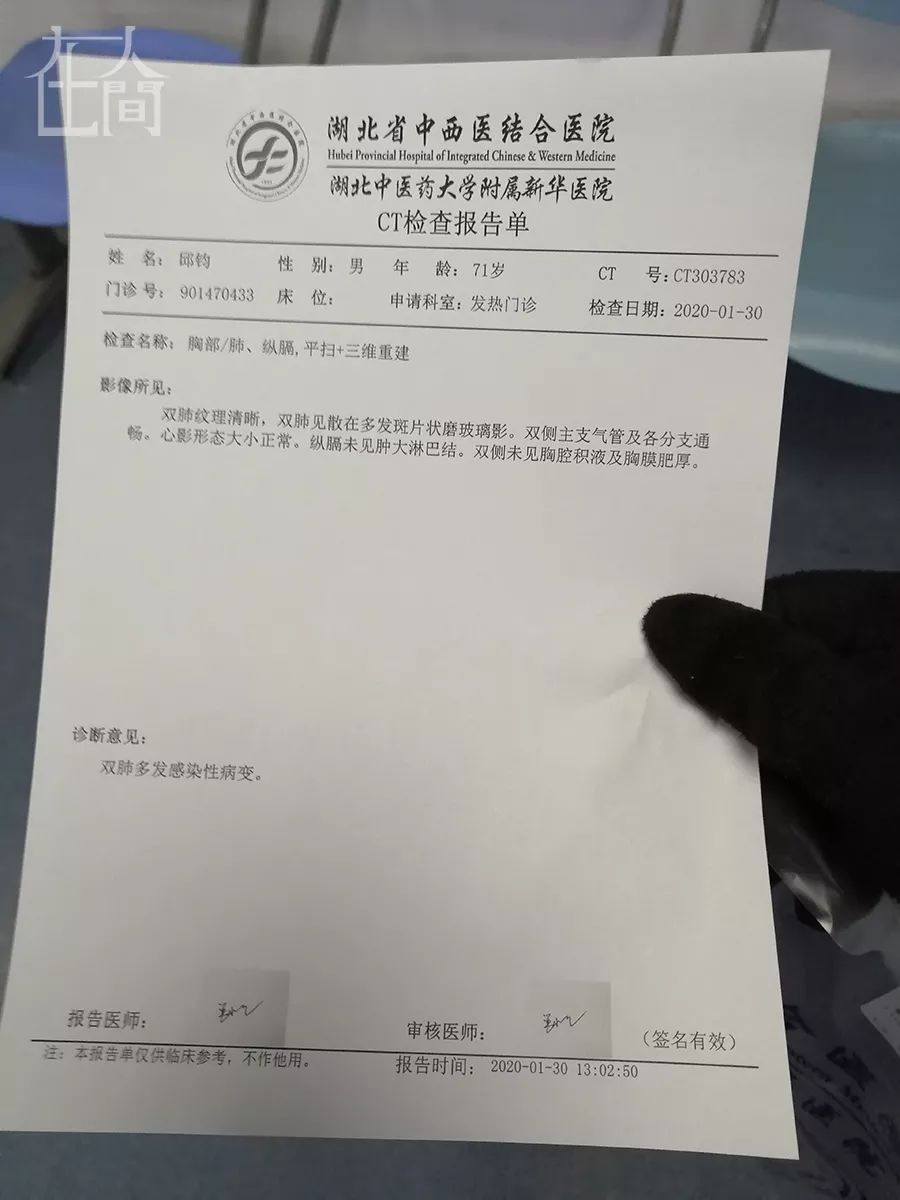 在人間
湖北省中西医结合医院
Hubei Provincial Hospital of Integrated Chinese & Western Medicine
湖北中医药大学附属新华医院
CT检查报告单
姓 名: 邱钧 性 别: 男 年 龄: 71岁 CT 号: CT303783
门诊号: 901470433 床 位: 申请科室: 发热门诊 检查日期: 2020-01-30
检查名称: 胸部/肺、纵膈,平扫+三维重建
影像所见:
双肺纹理清晰，双肺见散在多发斑片状磨玻璃影。双侧主支气管及各分支通
畅。心影形态大小正常。纵膈未见肿大淋巴结。双侧未见胸腔积液及胸膜肥厚。
诊断意见:
双肺多发感染性病变。
报告医师: 审核医师: （签名有效）
注: 本报告单仅供临床参考，不作他用。 报告时间: 2020-01-30 13:02:50